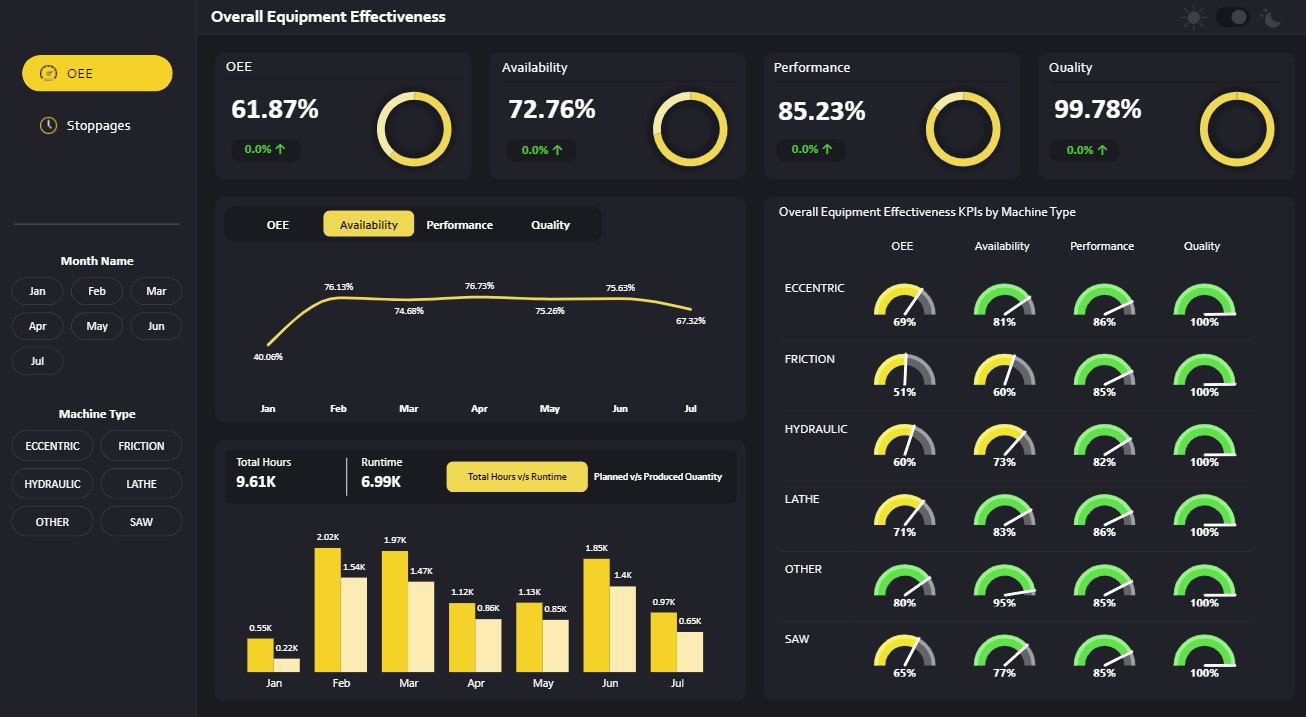 Overall Equipment Effectiveness
OEE
Stoppages
Month Name
Jan Feb Mar
Apr May Jun
Jul
Machine Type
ECCENTRIC FRICTION
HYDRAULIC LATHE
OTHER SAW
OEE
61.87%
0.0% ↑
Availability
72.76%
0.0% ↑
Performance
85.23%
0.0% ↑
Quality
99.78%
0.0% ↑
OEE Availability Performance Quality
76.13% 76.73% 75.63%
74.68% 75.26% 67.32%
40.06%
Jan Feb Mar Apr May Jun Jul
Total Hours Runtime
9.61K 6.99K
Total Hours v/s Runtime Planned v/s Produced Quantity
0.55K 0.22K 2.02K 1.54K 1.97K 1.47K 1.12K 0.86K 1.13K 0.85K 1.85K 1.4K 0.97K 0.65K
Jan Feb Mar Apr May Jun Jul
Overall Equipment Effectiveness KPIs by Machine Type
OEE Availability Performance Quality
ECCENTRIC
69% 81% 86% 100%
FRICTION
51% 60% 85% 100%
HYDRAULIC
60% 73% 82% 100%
LATHE
71% 83% 86% 100%
OTHER
80% 95% 85% 100%
SAW
65% 77% 85% 100%